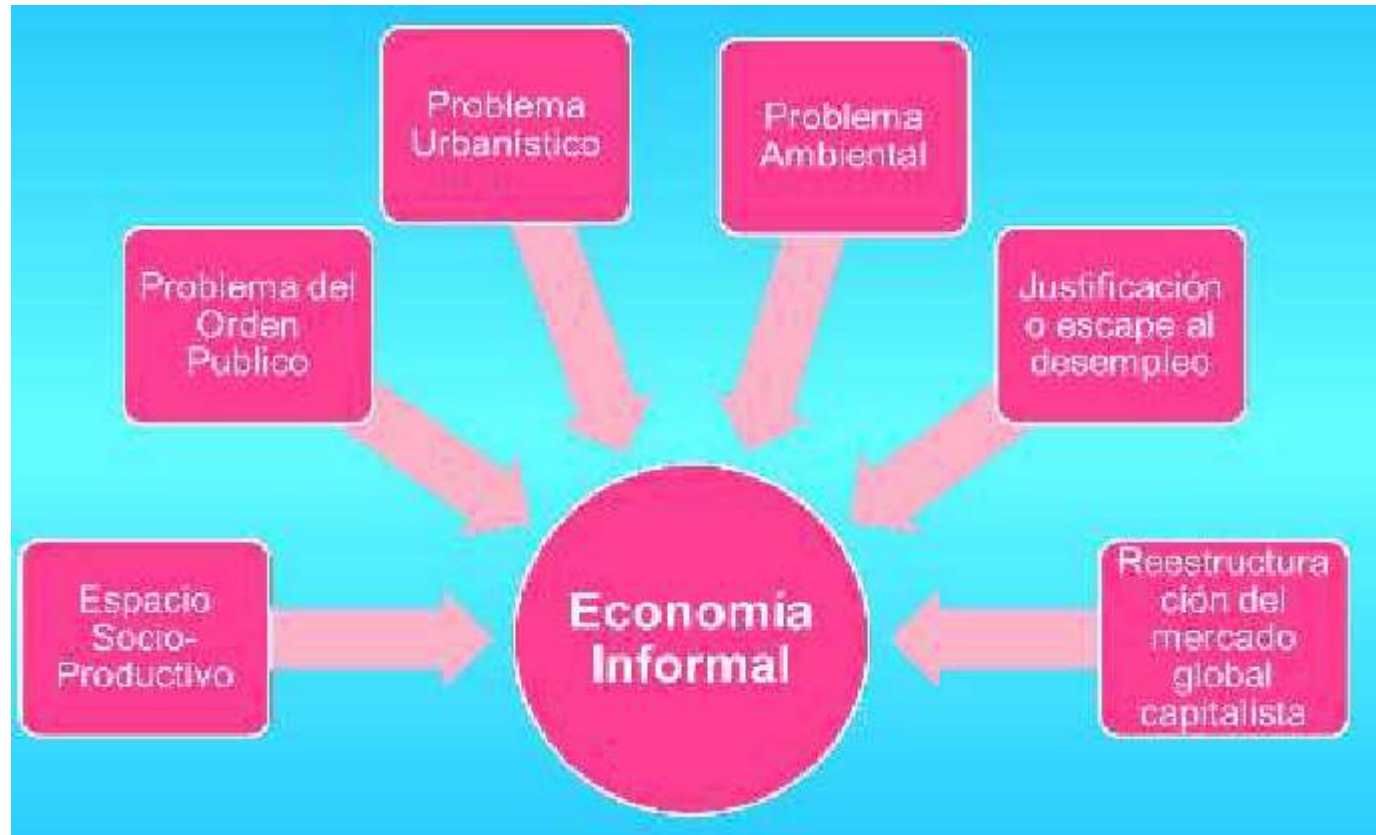 Problema
Urbanístico
Problema
Ambiental
Problema del
Orden
Publico
Justificación
o escape al
desempleo
Espacio
Socio-
Productivo
Economía
Informal
Reestructura
ción del
mercado
global
capitalista